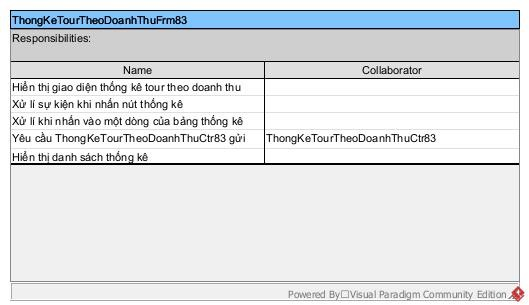 ThongKeTourTheoDoanhThuFrm83
Responsibilities:
Name Collaborator
Hiển thị giao diện thống kê tour theo doanh thu
Xử lí sự kiện khi nhấn nút thống kê
Xử lí khi nhấn vào một dòng của bảng thống kê
Yêu cầu ThongKeTourTheoDoanhThuCtr83 gửi ThongKeTourTheoDoanhThuCtr83
Hiển thị danh sách thống kê
Powered By□Visual Paradigm Community Edition